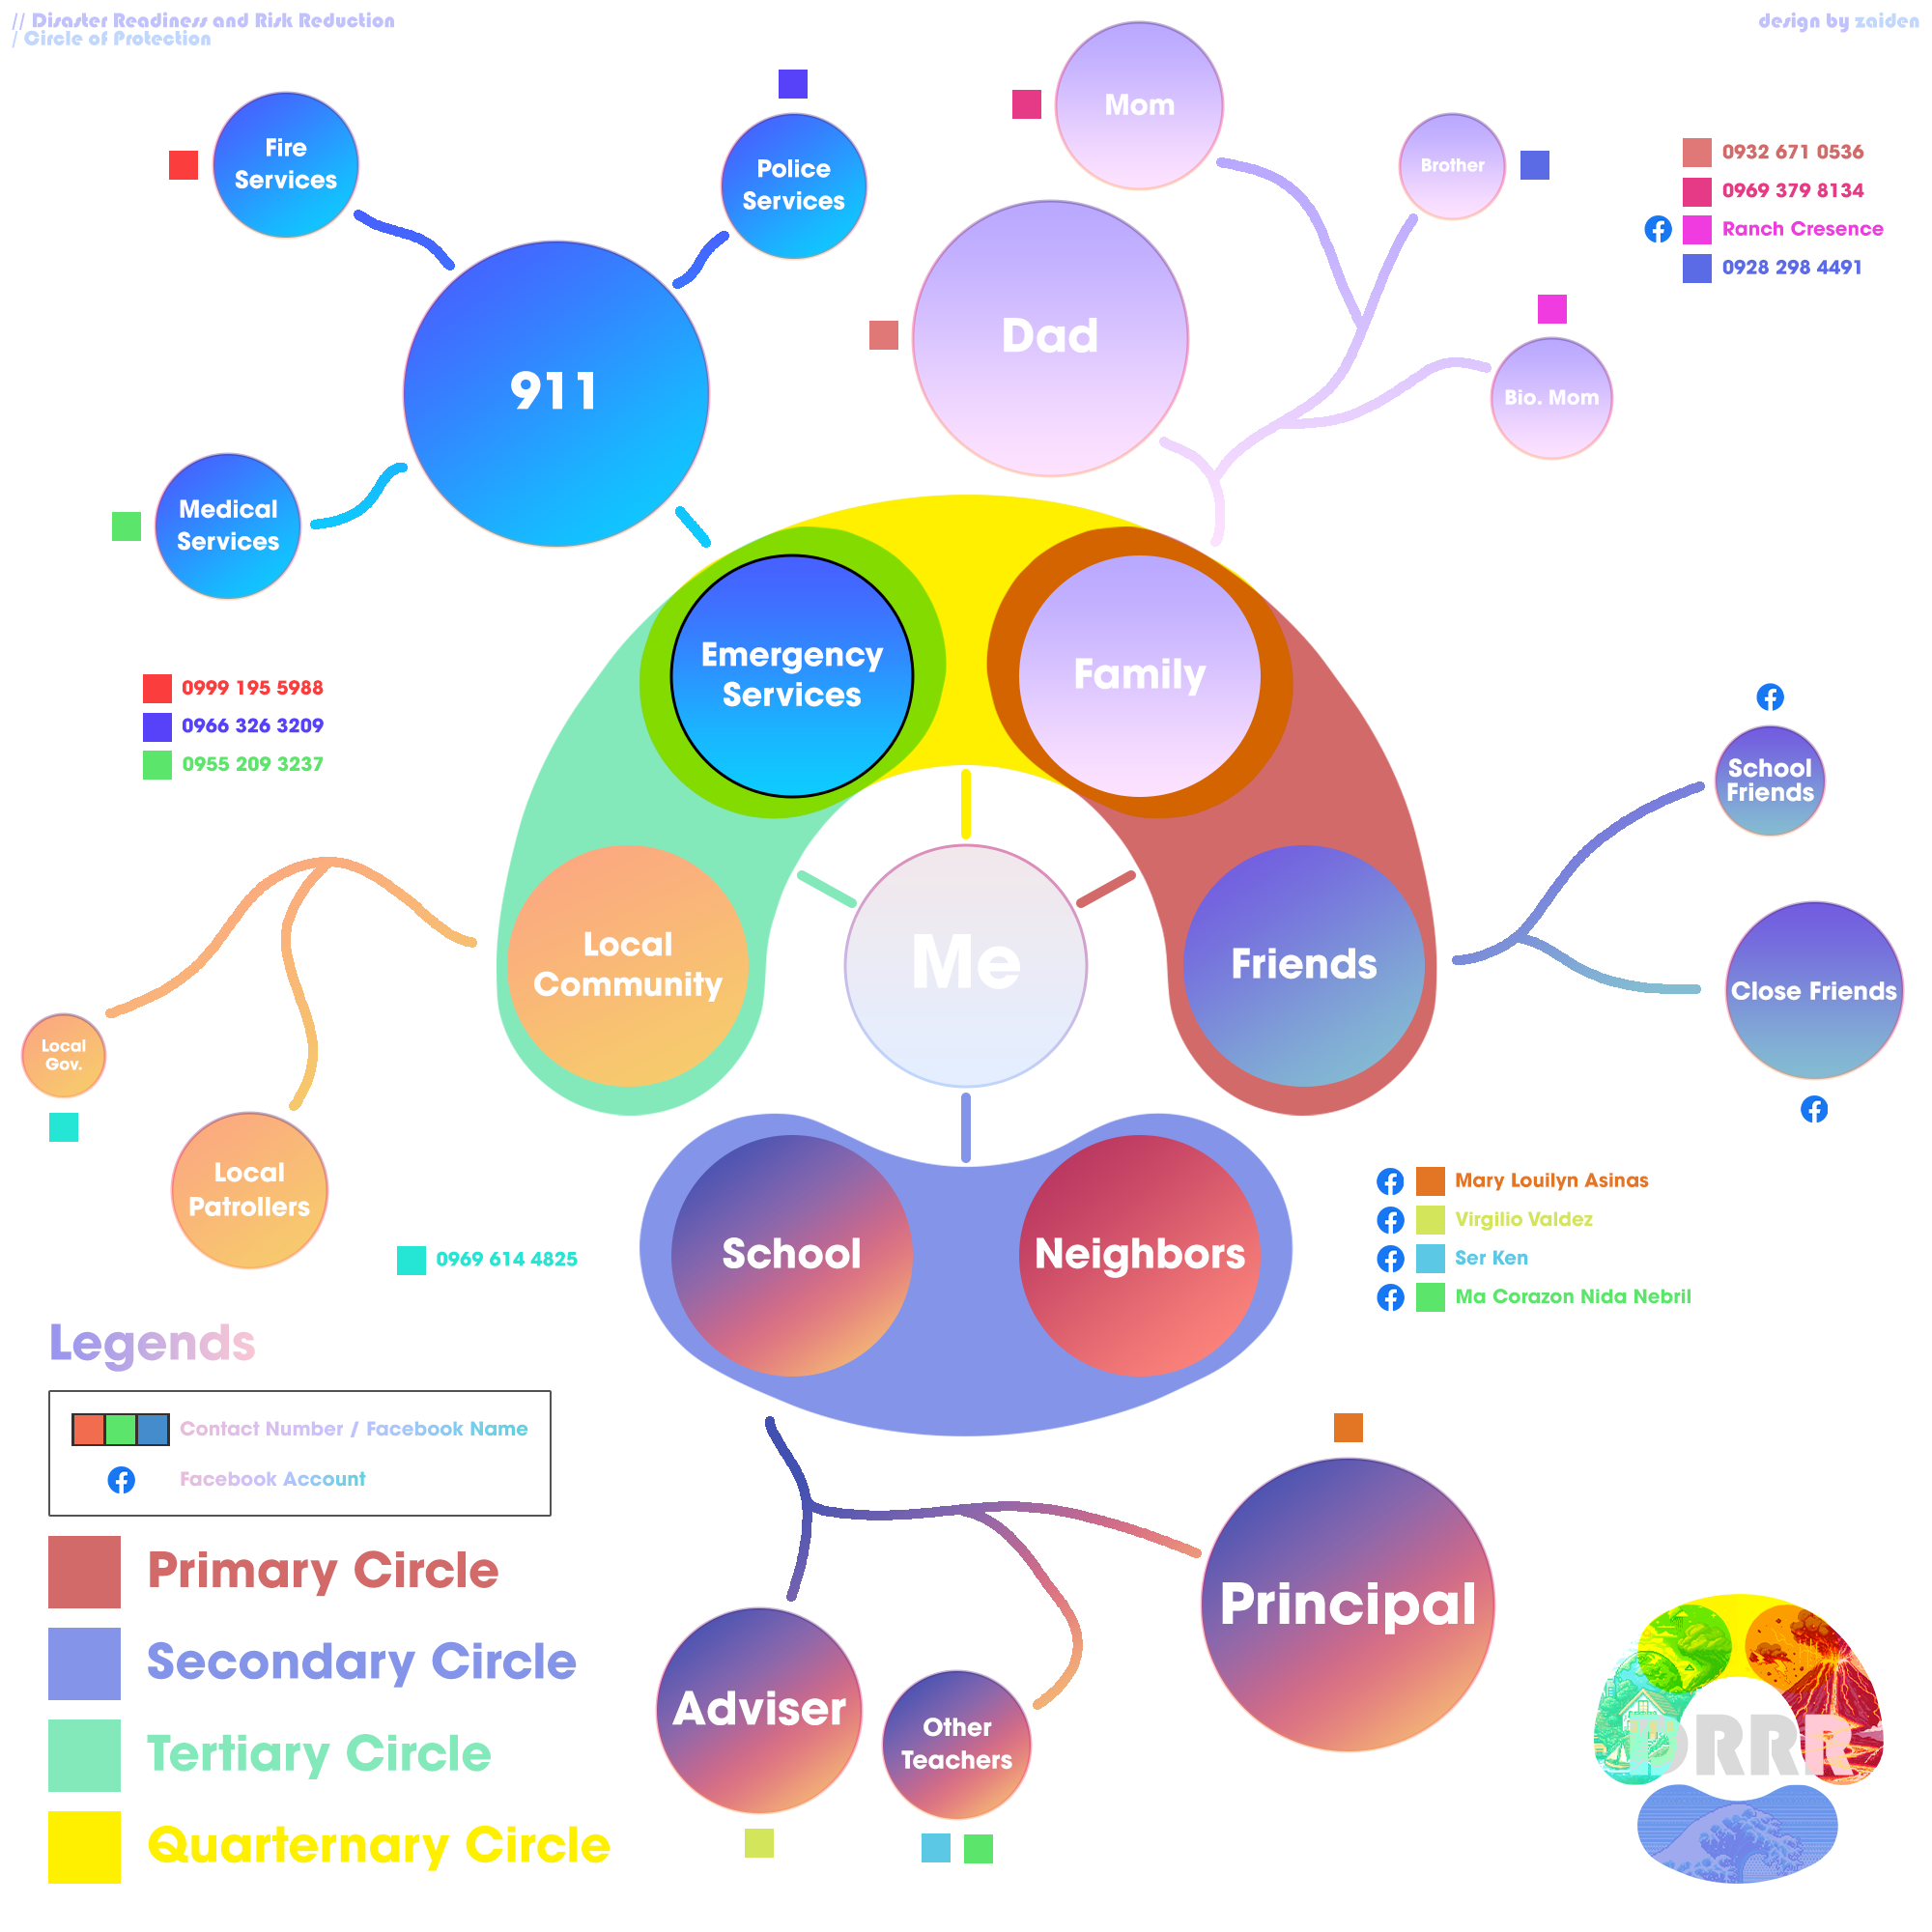 // Disaster Readiness and Risk Reduction
/ Circle of Protection
design by zaiden
Mom
Fire
Services
Police
Services
Brother
0932 671 0536
0969 379 8134
Ranch Cresence
0928 298 4491
911
Dad
Bio. Mom
Medical
Services
Emergency
Services
Family
0999 195 5988
0966 326 3209
0955 209 3237
School
Friends
Local
Community
Me
Friends
Close Friends
Local
Gov.
Local
Patrollers
0969 614 4825
School
Neighbors
Mary Louilyn Asinas
Virgilio Valdez
Ser Ken
Ma Corazon Nida Nebril
Legends
Contact Number / Facebook Name
Facebook Account
Primary Circle
Secondary Circle
Tertiary Circle
Quarternary Circle
Principal
Adviser
Other
Teachers
DRRR